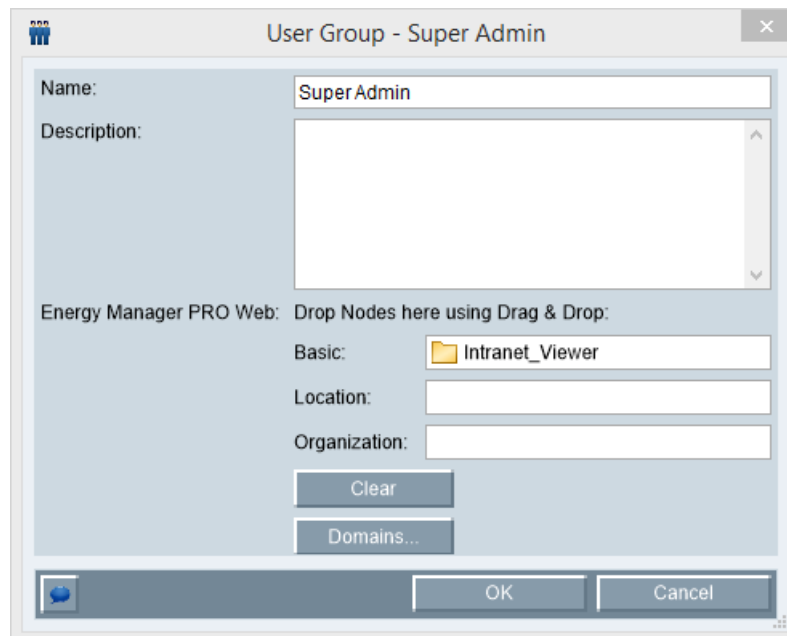 User Group - Super Admin
Name:
Super Admin
Description:
Energy Manager PRO Web: Drop Nodes here using Drag & Drop:
Basic: Intranet_Viewer
Location:
Organization:
Clear
Domains...
OK Cancel